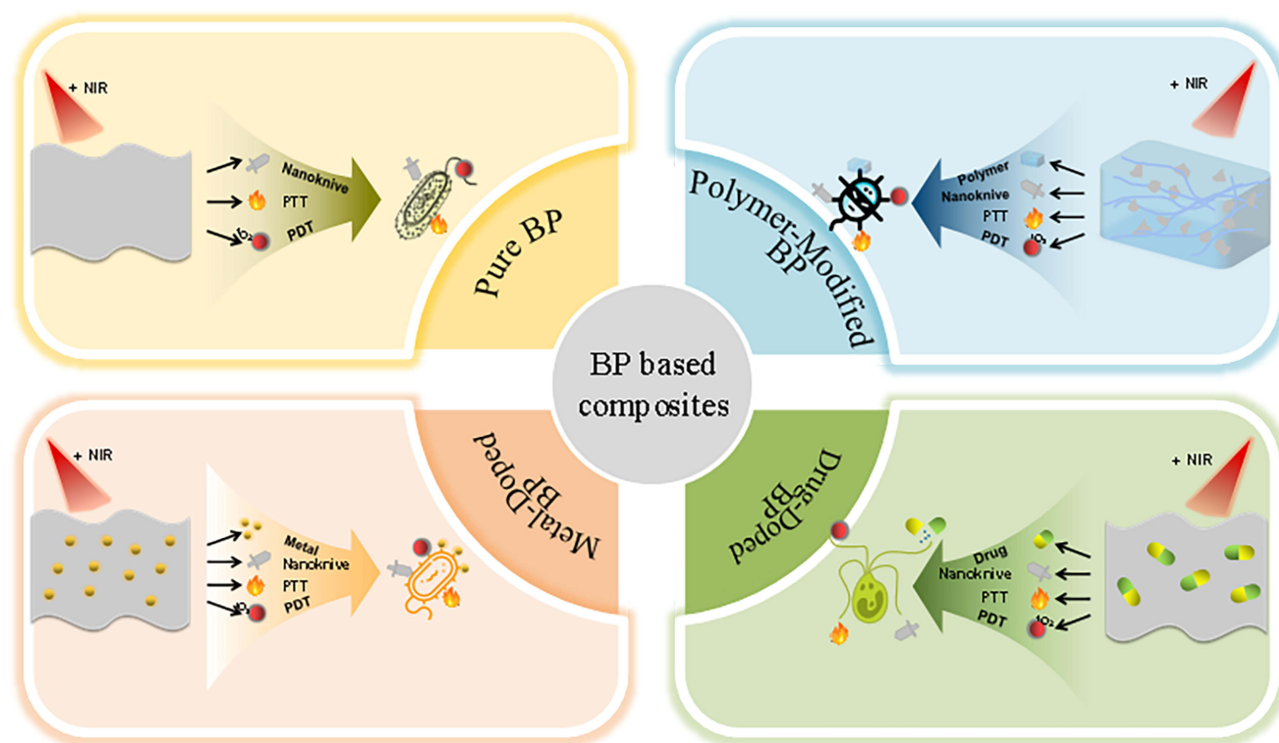 + NIR
Nanoknive
PTT
PDT
Pure BP
+ NIR
Polymer
Nanoknive
PTT
PDT
Polymer-Modified
BP
BP based
composites
+ NIR
Metal
Nanoknive
PTT
PDT
Metal-Doped
BP
+ NIR
Drug
Nanoknive
PTT
PDT
¹O₂
Drug-Doped
BP